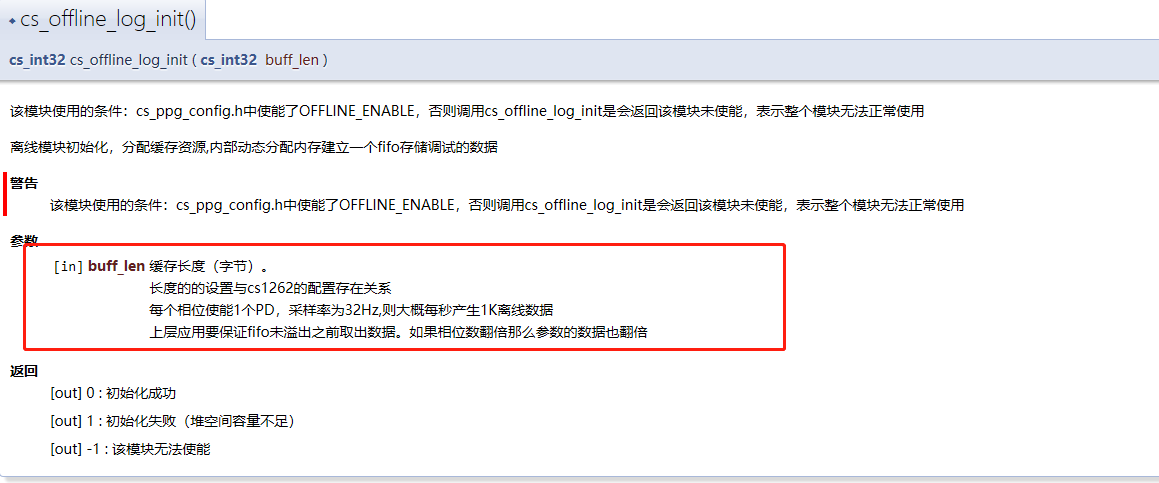 cs_offline_log_init()
cs_int32 cs_offline_log_init ( cs_int32 buff_len )
该模块使用的条件：cs_ppg_config.h中使能了OFFLINE_ENABLE，否则调用cs_offline_log_init是会返回该模块未使能，表示整个模块无法正常使用
离线模块初始化，分配缓存资源,内部动态分配内存建立一个fifo存储调试的数据
警告
该模块使用的条件：cs_ppg_config.h中使能了OFFLINE_ENABLE，否则调用cs_offline_log_init是会返回该模块未使能，表示整个模块无法正常使用
参数
[in] buff_len 缓存长度（字节）。
长度的的设置与cs1262的配置存在关系
每个相位使能1个PD，采样率为32Hz,则大概每秒产生1K离线数据
上层应用要保证fifo未溢出之前取出数据。如果相位数翻倍那么参数的数据也翻倍
返回
[out] 0 : 初始化成功
[out] 1 : 初始化失败（堆空间容量不足）
[out] -1 : 该模块无法使能